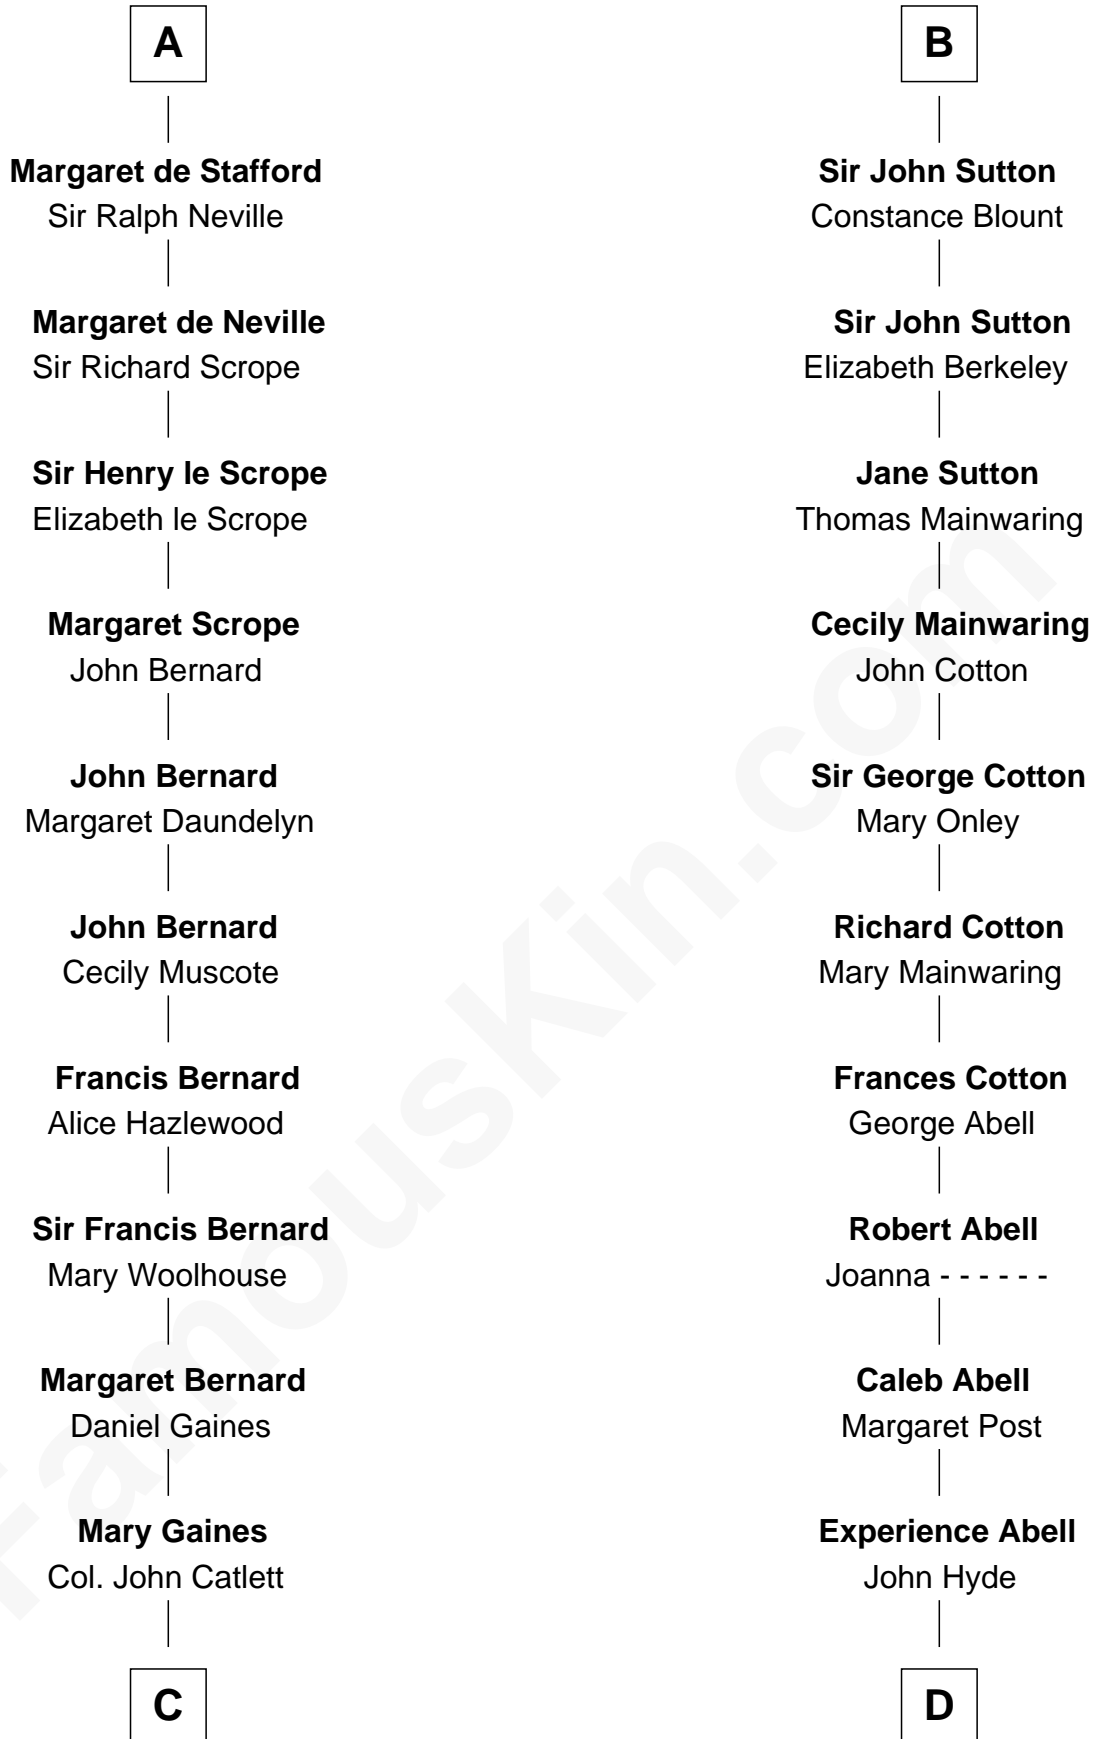 A
Margaret de Stafford
Sir Ralph Neville
Margaret de Neville
Sir Richard Scrope
Sir Henry le Scrope
Elizabeth le Scrope
Margaret Scrope
John Bernard
John Bernard
Margaret Daundelyn
John Bernard
Cecily Muscote
Francis Bernard
Alice Hazlewood
Sir Francis Bernard
Mary Woolhouse
Margaret Bernard
Daniel Gaines
Mary Gaines
Col. John Catlett
C
B
Sir John Sutton
Constance Blount
Sir John Sutton
Elizabeth Berkeley
Jane Sutton
Thomas Mainwaring
Cecily Mainwaring
John Cotton
Sir George Cotton
Mary Onley
Richard Cotton
Mary Mainwaring
Frances Cotton
George Abell
Robert Abell
Joanna - - - - - -
Caleb Abell
Margaret Post
Experience Abell
John Hyde
D
FamousKin.com